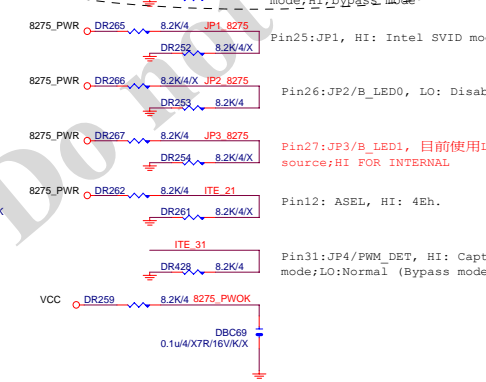 mode;HI,bypass mode
8275_PWR DR265 8.2K/4 JP1_8275
DR252 8.2K/4/X
Pin25:JP1, HI: Intel SVID mo
8275_PWR DR266 8.2K/4/X JP2_8275
DR253 8.2K/4
Pin26:JP2/B_LED0, LO: Disab
8275_PWR DR267 8.2K/4 JP3_8275
DR254 8.2K/4/X
Pin27:JP3/B_LED1, 目前使用
source;HI FOR INTERNAL
8275_PWR DR262 8.2K/4 ITE_21
DR261 8.2K/4/X
Pin12: ASEL, HI: 4Eh.
ITE_31
DR428 8.2K/4
Pin31:JP4/PWM_DET, HI: Capt
mode;LO:Normal (Bypass mode
VCC DR259 8.2K/4 8275_PWOK
DBC69
0.1u/4/X7R/16V/K/X
Do not